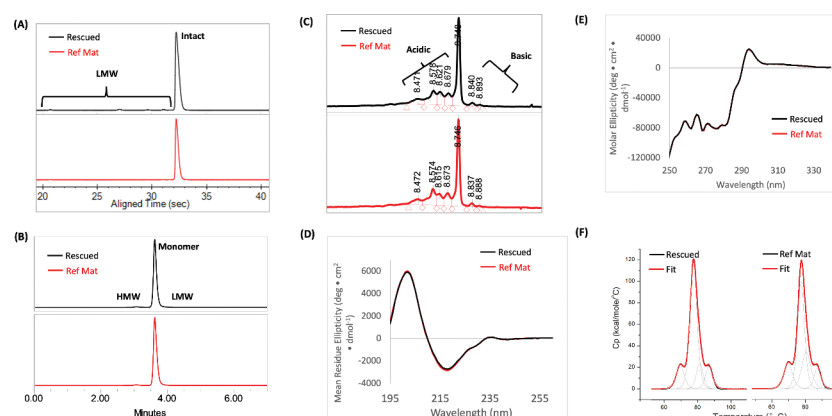 (A)
Rescued
Ref Mat
Intact
LMW
20
25
30
35
40
Aligned Time (sec)
(B)
Rescued
Ref Mat
Monomer
HMW
LMW
0.00
2.00
4.00
6.00
Minutes
(C)
Rescued
Ref Mat
Acidic
Basic
8.471
8.578
8.621
8.679
8.748
8.840
8.893
8.472
8.574
8.615
8.673
8.746
8.837
8.888
(D)
Rescued
Ref Mat
Mean Residue Ellipticity (deg * cm²
* dmol⁻¹)
6000
4000
2000
0
-2000
-4000
195
215
235
255
Wavelength (nm)
(E)
Rescued
Ref Mat
Molar Ellipticity (deg * cm² *
dmol⁻¹)
40000
0
-40000
-80000
-120000
250
270
290
310
330
Wavelength (nm)
(F)
Rescued
Fit
Ref Mat
Fit
Cp (kcal/mole/°C)
120
100
80
60
40
20
0
60
80
100